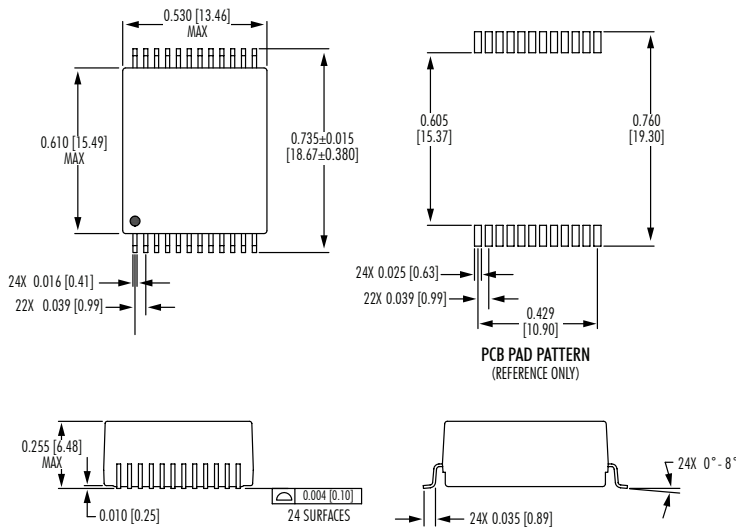 0.530 [13.46]
MAX
0.610 [15.49]
MAX
0.735±0.015
[18.67±0.380]
24X 0.016 [0.41]
22X 0.039 [0.99]
0.605
[15.37]
0.760
[19.30]
24X 0.025 [0.63]
22X 0.039 [0.99]
0.429
[10.90]
PCB PAD PATTERN
(REFERENCE ONLY)
0.255 [6.48]
MAX
0.010 [0.25]
0.004 [0.10]
24 SURFACES
24X 0.035 [0.89]
24X 0°- 8°